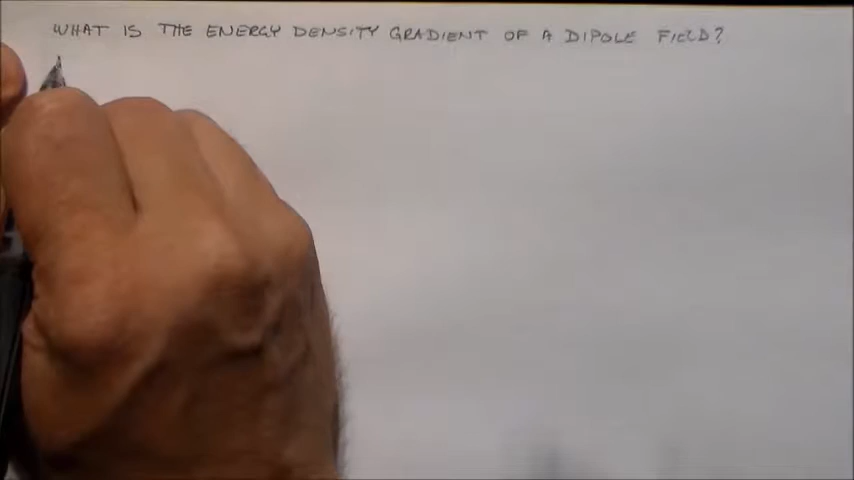 WHAT IS THE ENERGY DENSITY GRADIENT OF A DIPOLE FIELD?